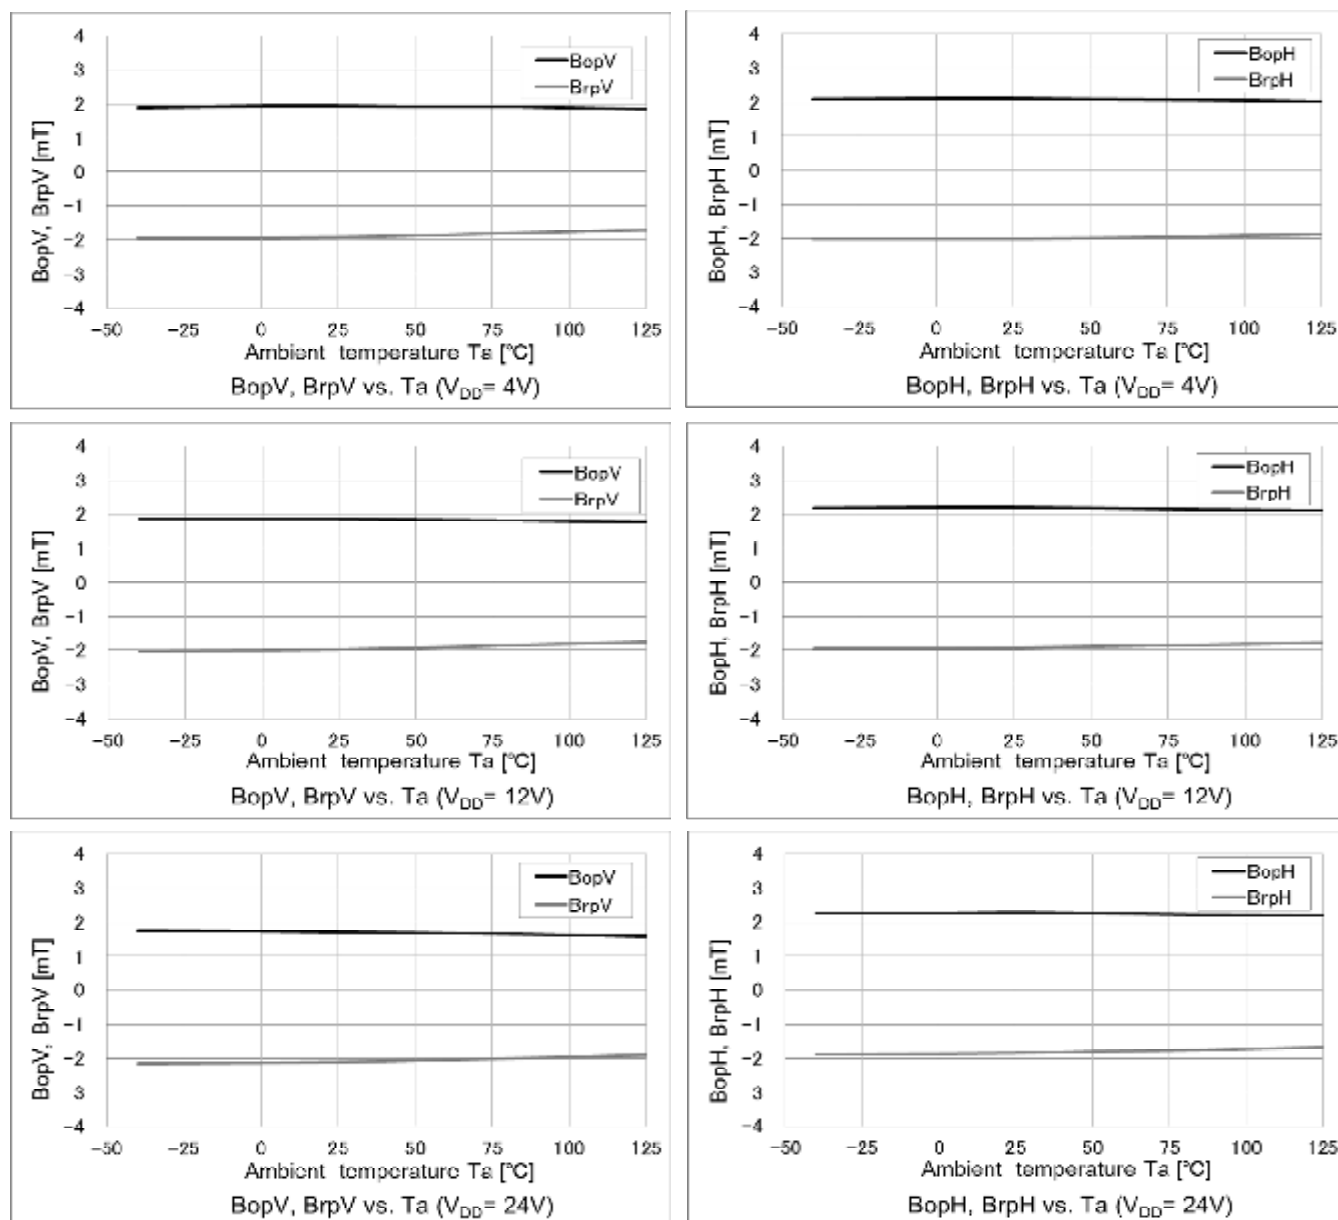 4
3
2
1
0
-1
-2
-3
-4
BopV, BrpV [mT]
BopV
BrpV
-50 -25 0 25 50 75 100 125
Ambient temperature Ta [℃]
BopV, BrpV vs. Ta (VDD= 4V)
4
3
2
1
0
-1
-2
3
-4
BopH, BrpH [mT]
BopH
BrpH
-50 -25 0 25 50 75 100 125
Ambient temperature Ta [℃]
BopH, BrpH vs. Ta (VDD= 4V)
4
3
2
1
0
-1
-2
-3
-4
BopV, BrpV [mT]
BopV
BrpV
-50 -25 0 25 50 75 100 125
Ambient temperature Ta [℃]
BopV, BrpV vs. Ta (VDD= 12V)
4
3
2
1
0
-1
-2
-3
-4
BopH, BrpH [mT]
BopH
BrpH
-50 -25 0 25 50 75 100 125
Ambient temperature Ta [℃]
BopH, BrpH vs. Ta (VDD= 12V)
4
3
2
1
0
-1
-2
3
-4
BopV, BrpV [mT]
BopV
BrpV
-50 -25 0 25 50 75 100 125
Ambient temperature Ta [℃]
BopV, BrpV vs. Ta (VDD= 24V)
4
3
2
1
0
-1
-2
3
-4
BopH, BrpH [mT]
BopH
BrpH
-50 -25 0 25 50 75 100 125
Ambient temperature Ta [℃]
BopH, BrpH vs. Ta (VDD= 24V)